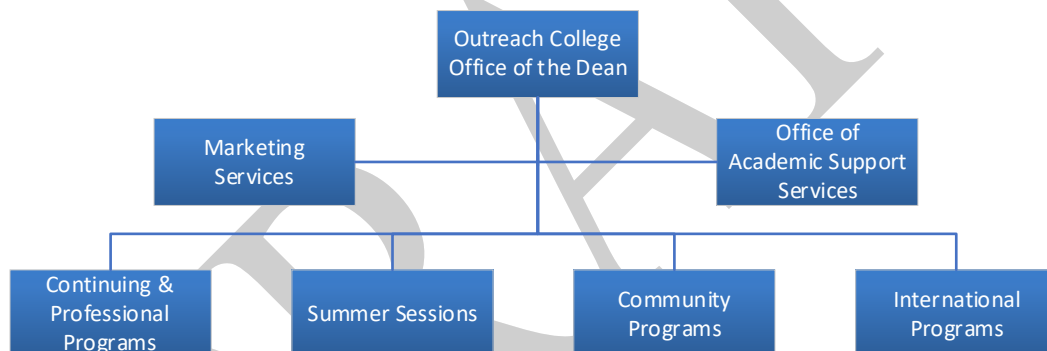 Outreach College
Office of the Dean
Marketing
Services
Office of
Academic Support
Services
Continuing &
Professional
Programs
Summer Sessions
Community
Programs
International
Programs